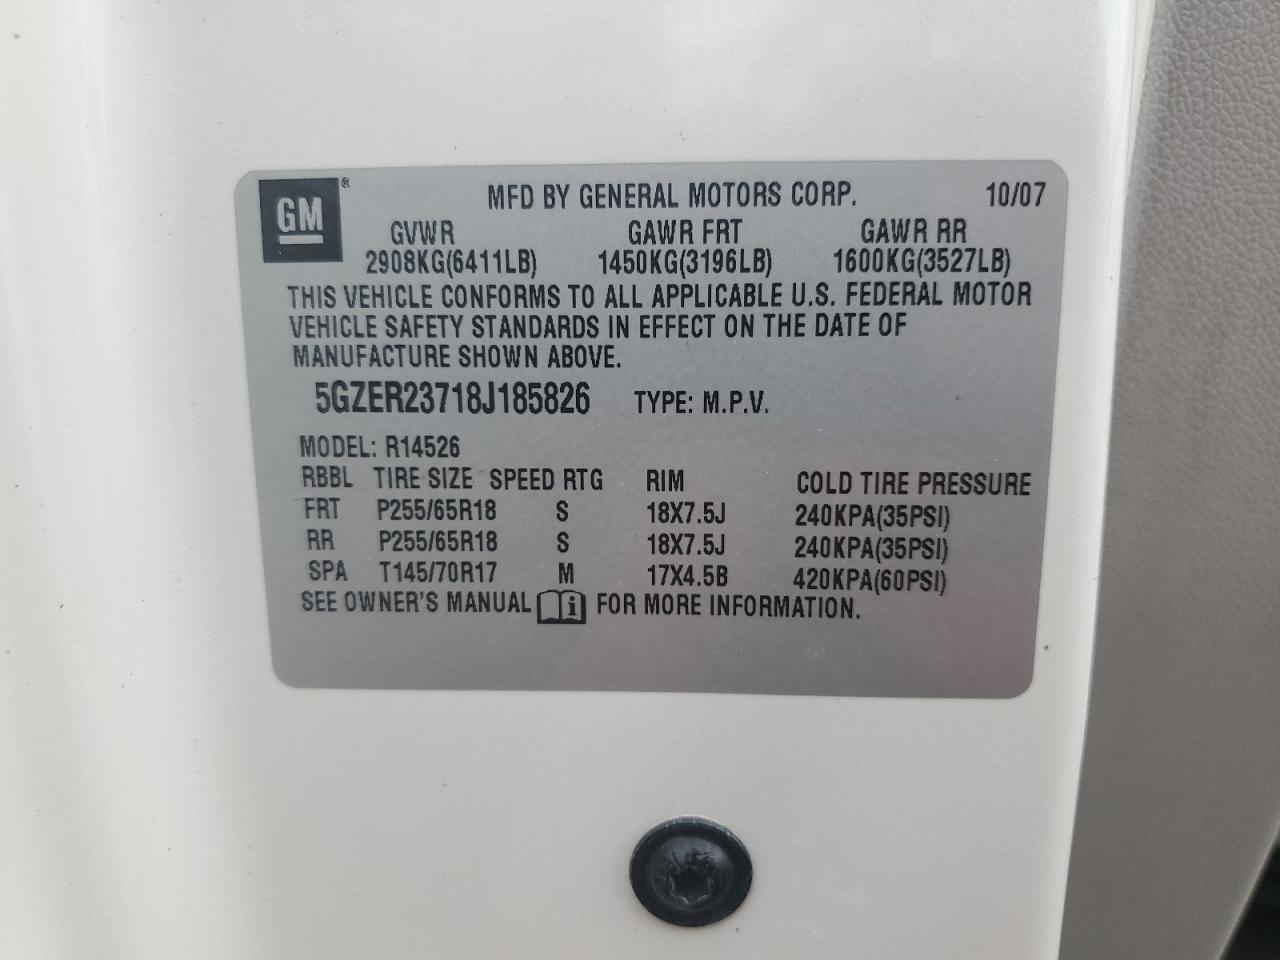 GM ® MFD BY GENERAL MOTORS CORP. 10/07
GVWR GAWR FRT GAWR RR
2908KG(6411LB) 1450KG(3196LB) 1600KG(3527LB)
THIS VEHICLE CONFORMS TO ALL APPLICABLE U.S. FEDERAL MOTOR
VEHICLE SAFETY STANDARDS IN EFFECT ON THE DATE OF
MANUFACTURE SHOWN ABOVE.
5GZER23718J185826 TYPE: M.P.V.
MODEL: R14526
RBBL TIRE SIZE SPEED RTG RIM COLD TIRE PRESSURE
FRT P255/65R18 S 18X7.5J 240KPA(35PSI)
RR P255/65R18 S 18X7.5J 240KPA(35PSI)
SPA T145/70R17 M 17X4.5B 420KPA(60PSI)
SEE OWNER'S MANUAL i FOR MORE INFORMATION.